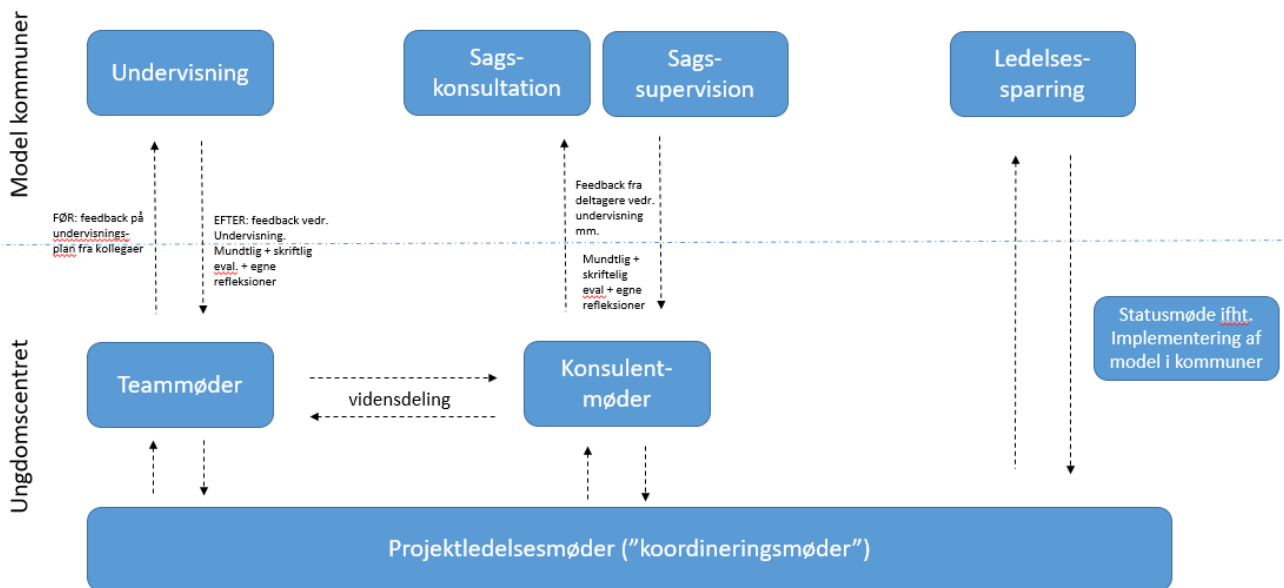 Model kommuner
Undervisning
Sags-
konsultation
Sags-
supervision
Ledelses-
sparring
FØR: feedback på
undervisnings-
plan fra kollegaer
EFTER: feedback vedr.
Undervisning.
Mundtlig + skriftlig
eval. + egne
refleksioner
Feedback fra
deltagere vedr.
undervisning
mm.
Mundtlig +
skriftelig
eval + egne
refleksioner
Statusmøde ifht.
Implementering af
model i kommuner
Ungdomscentret
Teammøder
vidensdeling
Konsulent-
møder
Projektledelsesmøder (”koordineringsmøder”)